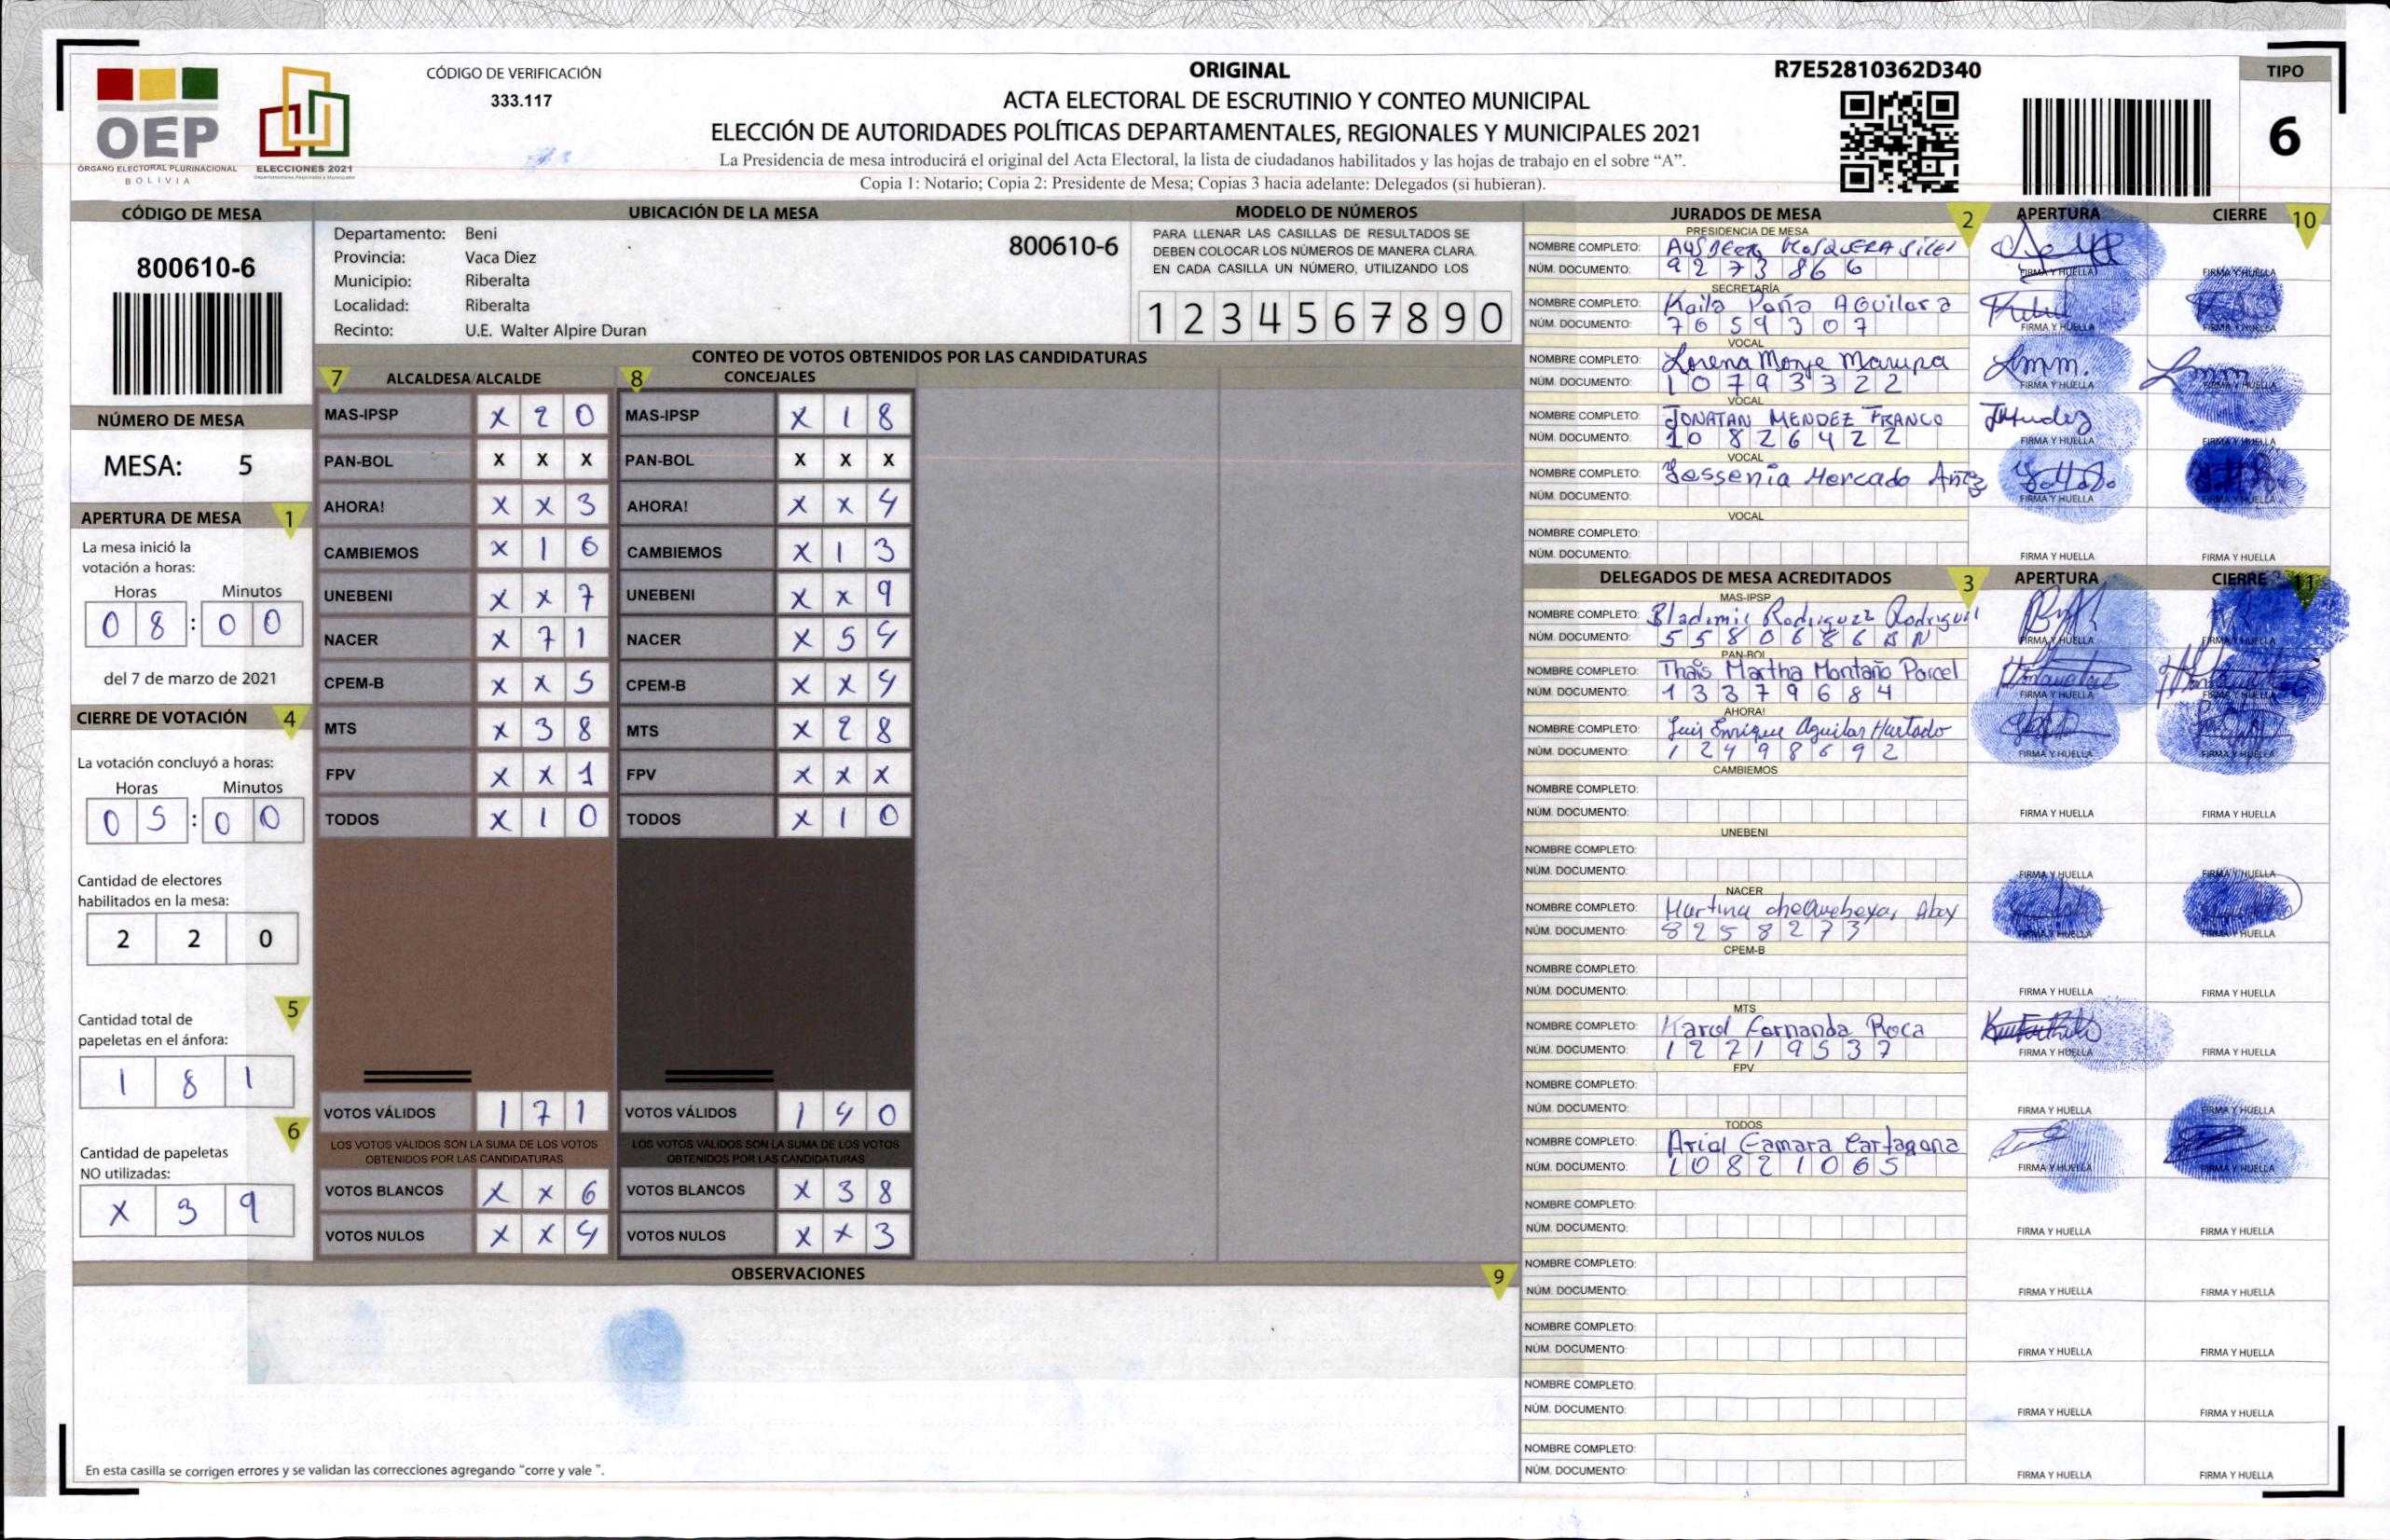 OEP
ÓRGANO ELECTORAL PLURINACIONAL
BOLIVIA
ELECCIONES 2021
CÓDIGO DE VERIFICACIÓN
333.117
ORIGINAL
ACTA ELECTORAL DE ESCRUTINIO Y CONTEO MUNICIPAL
ELECCIÓN DE AUTORIDADES POLÍTICAS DEPARTAMENTALES, REGIONALES Y MUNICIPALES 2021
La Presidencia de mesa introducirá el original del Acta Electoral, la lista de ciudadanos habilitados y las hojas de trabajo en el sobre “A”.
Copia 1: Notario; Copia 2: Presidente de Mesa; Copias 3 hacia adelante: Delegados (si hubieran).
R7E52810362D340
TIPO
6
CÓDIGO DE MESA
800610-6
NÚMERO DE MESA
MESA: 5
APERTURA DE MESA 1
La mesa inició la
votación a horas:
Horas Minutos
0 8 : 0 0
del 7 de marzo de 2021
CIERRE DE VOTACIÓN 4
La votación concluyó a horas:
Horas Minutos
0 5 : 0 0
Cantidad de electores
habilitados en la mesa:
2 2 0
5
Cantidad total de
papeletas en el ánfora:
1 8 1
6
Cantidad de papeletas
NO utilizadas:
X 3 9
UBICACIÓN DE LA MESA
Departamento: Beni
Provincia: Vaca Diez
Municipio: Riberalta
Localidad: Riberalta
Recinto: U.E. Walter Alpire Duran
800610-6
MODELO DE NÚMEROS
PARA LLENAR LAS CASILLAS DE RESULTADOS SE
DEBEN COLOCAR LOS NÚMEROS DE MANERA CLARA.
EN CADA CASILLA UN NÚMERO, UTILIZANDO LOS
1 2 3 4 5 6 7 8 9 0
CONTEO DE VOTOS OBTENIDOS POR LAS CANDIDATURAS
7 ALCALDESA/ALCALDE 8 CONCEJALES
MAS-IPSP X 2 0 MAS-IPSP X 1 8
PAN-BOL X X X PAN-BOL X X X
AHORA! X X 3 AHORA! X X 4
CAMBIEMOS X 1 6 CAMBIEMOS X 1 3
UNEBENI X X 7 UNEBENI X X 9
NACER X 7 1 NACER X 5 4
CPEM-B X X 5 CPEM-B X X 4
MTS X 3 8 MTS X 2 8
FPV X X 1 FPV X X X
TODOS X 1 0 TODOS X 1 0
VOTOS VÁLIDOS 1 7 1 VOTOS VÁLIDOS 1 4 0
LOS VOTOS VÁLIDOS SON LA SUMA DE LOS VOTOS LOS VOTOS VÁLIDOS SON LA SUMA DE LOS VOTOS
OBTENIDOS POR LAS CANDIDATURAS OBTENIDOS POR LAS CANDIDATURAS
VOTOS BLANCOS X X 6 VOTOS BLANCOS X 3 8
VOTOS NULOS X X 4 VOTOS NULOS X X 3
OBSERVACIONES 9
En esta casilla se corrigen errores y se validan las correcciones agregando “corre y vale ”.
JURADOS DE MESA 2 APERTURA CIERRE 10
PRESIDENCIA DE MESA
NOMBRE COMPLETO: MOSQUERA
NÚM. DOCUMENTO: 9273866 FIRMA Y HUELLA FIRMA Y HUELLA
SECRETARÍA
NOMBRE COMPLETO: Kaila Paña AGuilera
NÚM. DOCUMENTO: 7659307 FIRMA Y HUELLA FIRMA Y HUELLA
VOCAL
NOMBRE COMPLETO: Lorena Monje Marupa
NÚM. DOCUMENTO: 10793322 FIRMA Y HUELLA FIRMA Y HUELLA
VOCAL
NOMBRE COMPLETO: JONATAN MENDEZ FRANCO
NÚM. DOCUMENTO: 10826422 FIRMA Y HUELLA FIRMA Y HUELLA
VOCAL
NOMBRE COMPLETO: Yessenia Mercado Añez
NÚM. DOCUMENTO: FIRMA Y HUELLA FIRMA Y HUELLA
VOCAL
NOMBRE COMPLETO:
NÚM. DOCUMENTO: FIRMA Y HUELLA FIRMA Y HUELLA
DELEGADOS DE MESA ACREDITADOS 3 APERTURA CIERRE 11
MAS-IPSP
NOMBRE COMPLETO: Bladimir Rodriguez Rodriguez
NÚM. DOCUMENTO: 5580686BN FIRMA Y HUELLA FIRMA Y HUELLA
PAN-BOL
NOMBRE COMPLETO: Thais Martha Montaño Parcel
NÚM. DOCUMENTO: 13379684 FIRMA Y HUELLA FIRMA Y HUELLA
AHORA!
NOMBRE COMPLETO: Luis Enrique Aguilar Hurtado
NÚM. DOCUMENTO: 12498692 FIRMA Y HUELLA FIRMA Y HUELLA
CAMBIEMOS
NOMBRE COMPLETO:
NÚM. DOCUMENTO: FIRMA Y HUELLA FIRMA Y HUELLA
UNEBENI
NOMBRE COMPLETO:
NÚM. DOCUMENTO: FIRMA Y HUELLA FIRMA Y HUELLA
NACER
NOMBRE COMPLETO: Martina
NÚM. DOCUMENTO: 8258273 FIRMA Y HUELLA FIRMA Y HUELLA
CPEM-B
NOMBRE COMPLETO:
NÚM. DOCUMENTO: FIRMA Y HUELLA FIRMA Y HUELLA
MTS
NOMBRE COMPLETO: Karol Fernanda Roca
NÚM. DOCUMENTO: 12219537 FIRMA Y HUELLA FIRMA Y HUELLA
FPV
NOMBRE COMPLETO:
NÚM. DOCUMENTO: FIRMA Y HUELLA FIRMA Y HUELLA
TODOS
NOMBRE COMPLETO: Ariel Camara Cartagena
NÚM. DOCUMENTO: 10821065 FIRMA Y HUELLA FIRMA Y HUELLA
NOMBRE COMPLETO:
NÚM. DOCUMENTO: FIRMA Y HUELLA FIRMA Y HUELLA
NOMBRE COMPLETO:
NÚM. DOCUMENTO: FIRMA Y HUELLA FIRMA Y HUELLA
NOMBRE COMPLETO:
NÚM. DOCUMENTO: FIRMA Y HUELLA FIRMA Y HUELLA
NOMBRE COMPLETO:
NÚM. DOCUMENTO: FIRMA Y HUELLA FIRMA Y HUELLA
NOMBRE COMPLETO:
NÚM. DOCUMENTO: FIRMA Y HUELLA FIRMA Y HUELLA